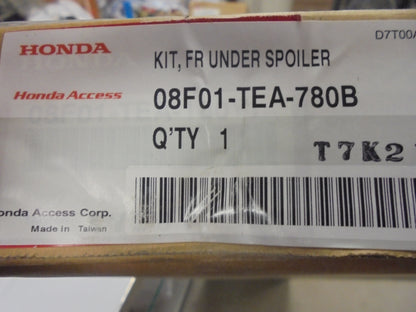 D7T00A
HONDA
KIT, FR UNDER SPOILER
Honda Access
08F01-TEA-780B
Q'TY 1
T7K2
onda Access Corp.
Made in Taiwan